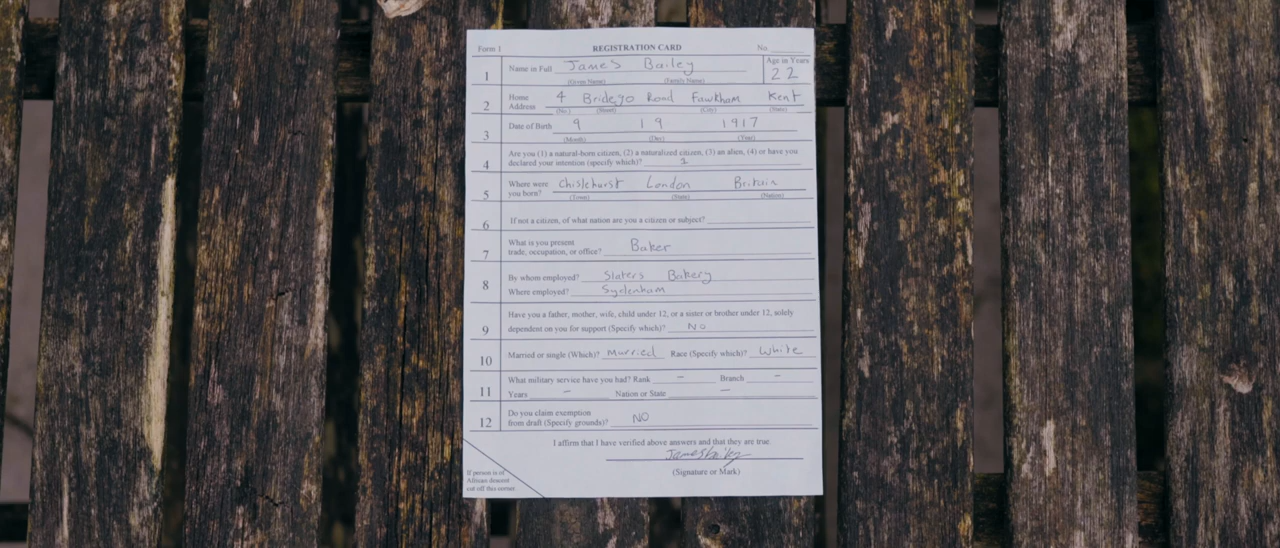 Form 1 REGISTRATION CARD No.
1 Name in Full James Bailey Age in Years
(Given Name) (Family Name) 22
2 Home Address 4 Bridego Road Fawkham Kent
(No.) (Street) (City) (State)
3 Date of Birth 9 19 1917
(Month) (Day) (Year)
4 Are you (1) a natural-born citizen, (2) a naturalized citizen, (3) an alien, (4) or have you
declared your intention (specify which)? 1
5 Where were you born? Chislehurst London Britain
(Town) (State) (Nation)
6 If not a citizen, of what nation are you a citizen or subject?
7 What is you present
trade, occupation, or office? Baker
8 By whom employed? Slaters Bakery
Where employed? Sydenham
9 Have you a father, mother, wife, child under 12, or a sister or brother under 12, solely
dependent on you for support (Specify which)? No
10 Married or single (Which)? Married Race (Specify which)? White
11 What military service have you had? Rank – Branch –
Years – Nation or State –
12 Do you claim exemption
from draft (Specify grounds)? NO
I affirm that I have verified above answers and that they are true.
James bailey
(Signature or Mark)
If person is of
African descent
cut off this corner